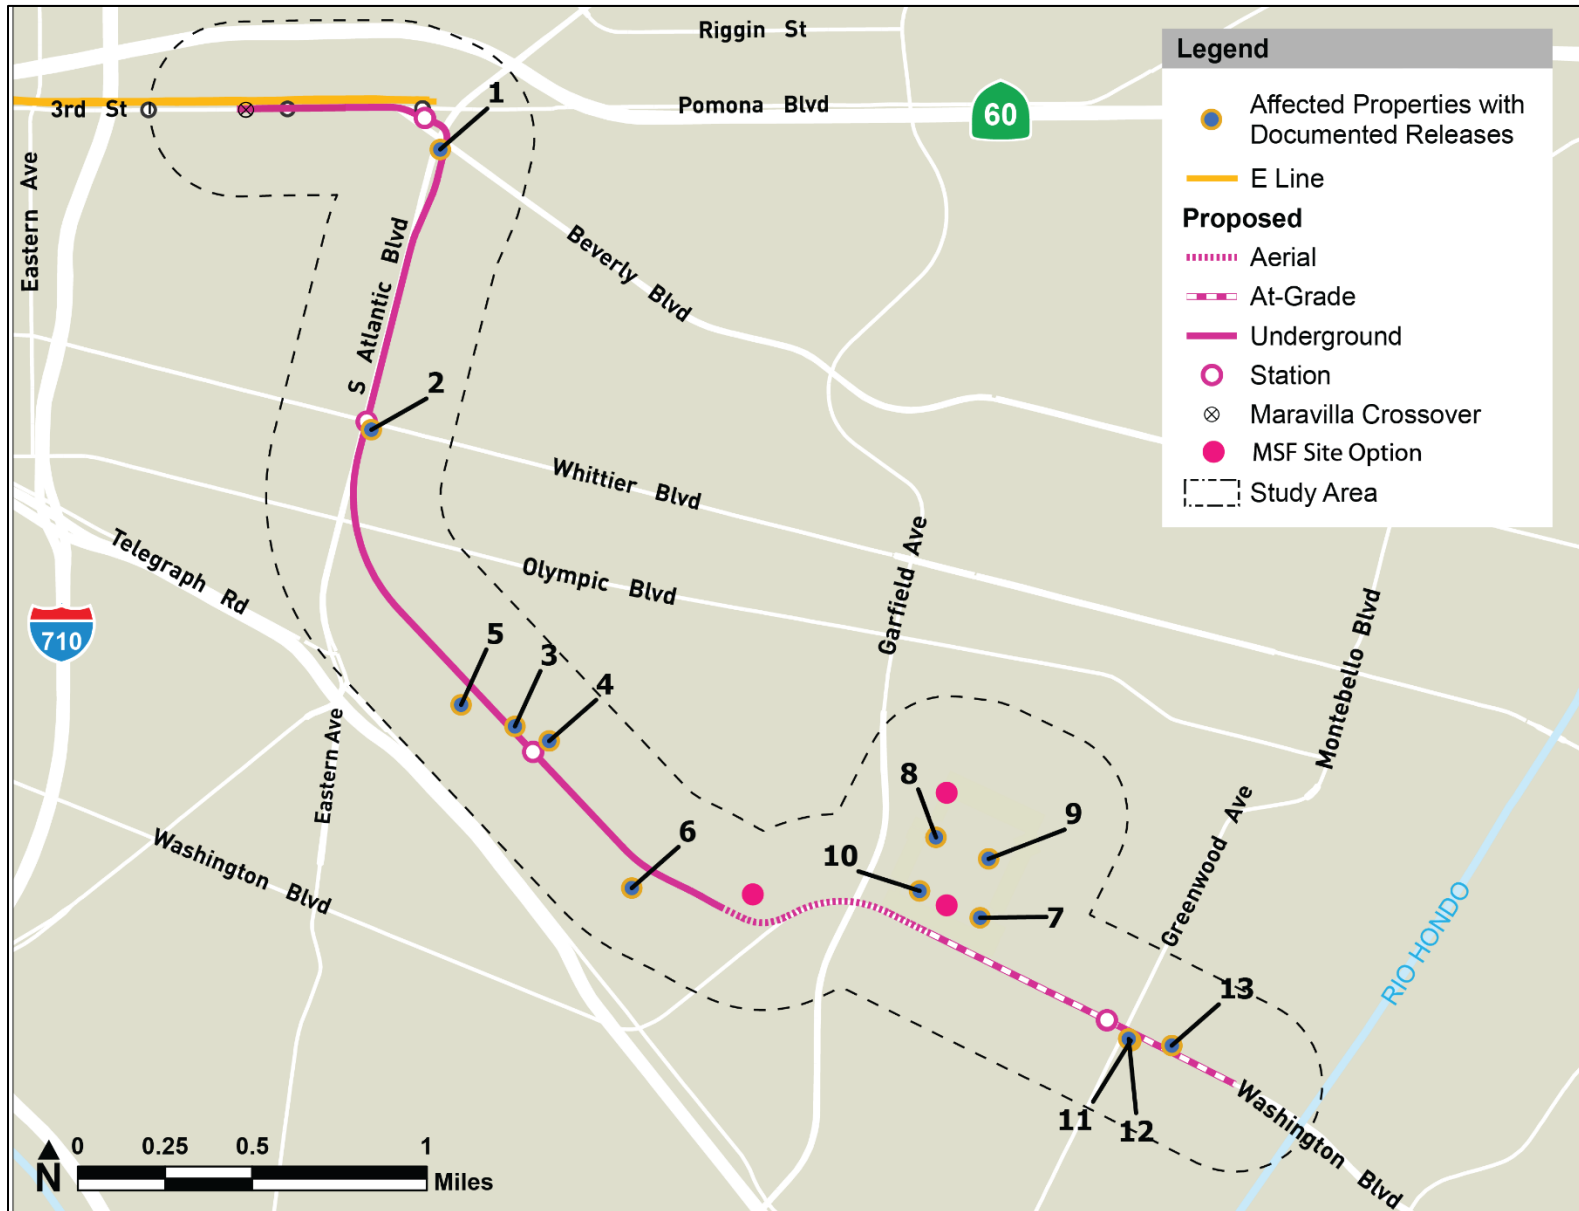 Riggin St
3rd St
Pomona Blvd
60
1
Eastern Ave
S Atlantic Blvd
Beverly Blvd
2
Whittier Blvd
Telegraph Rd
Olympic Blvd
Garfield Ave
710
5
3
4
Montebello Blvd
Eastern Ave
8
9
6
10
Greenwood Ave
Washington Blvd
7
RIO HONDO
13
11
12
Washington Blvd
Legend
Affected Properties with
Documented Releases
E Line
Proposed
Aerial
At-Grade
Underground
Station
Maravilla Crossover
MSF Site Option
Study Area
N
0 0.25 0.5 1
Miles